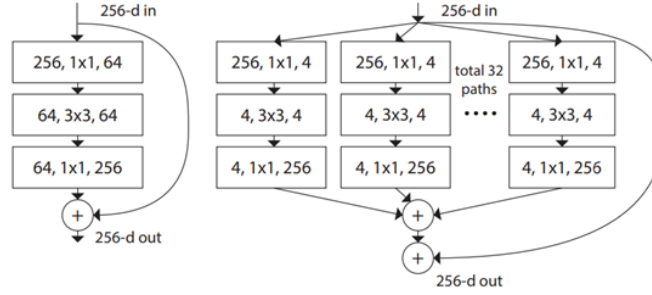 256-d in
256, 1x1, 64
64, 3x3, 64
64, 1x1, 256
+
256-d out
256-d in
256, 1x1, 4
256, 1x1, 4
total 32
paths
256, 1x1, 4
4, 3x3, 4
4, 3x3, 4
....
4, 3x3, 4
4, 1x1, 256
4, 1x1, 256
4, 1x1, 256
+
+
256-d out